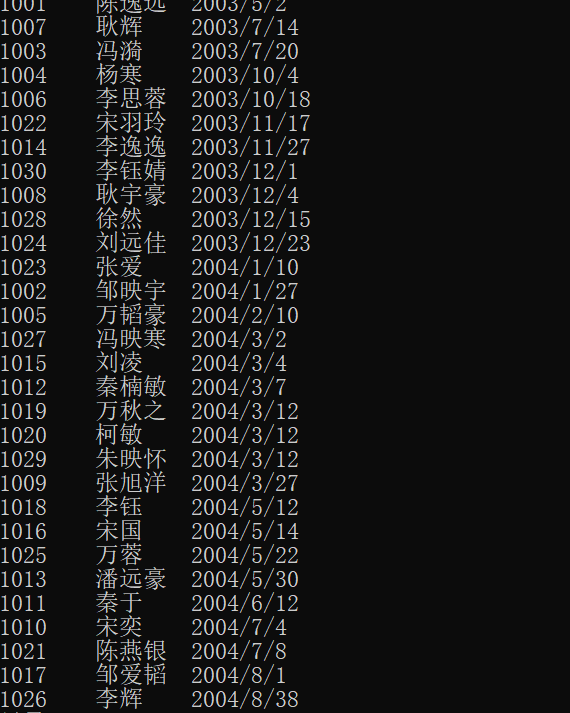 1001 陈逸远 2003/5/2
1007 耿辉 2003/7/14
1003 冯漪 2003/7/20
1004 杨寒 2003/10/4
1006 李思蓉 2003/10/18
1022 宋羽玲 2003/11/17
1014 李逸逸 2003/11/27
1030 李钰婧 2003/12/1
1008 耿宇豪 2003/12/4
1028 徐然 2003/12/15
1024 刘远佳 2003/12/23
1023 张爱 2004/1/10
1002 邹映宇 2004/1/27
1005 万韬豪 2004/2/10
1027 冯映寒 2004/3/2
1015 刘凌 2004/3/4
1012 秦楠敏 2004/3/7
1019 万秋之 2004/3/12
1020 柯敏 2004/3/12
1029 朱映怀 2004/3/12
1009 张旭洋 2004/3/27
1018 李钰 2004/5/12
1016 宋国 2004/5/14
1025 万蓉 2004/5/22
1013 潘远豪 2004/5/30
1011 秦于 2004/6/12
1010 宋奕 2004/7/4
1021 陈燕银 2004/7/8
1017 邹爱韬 2004/8/1
1026 李辉 2004/8/38